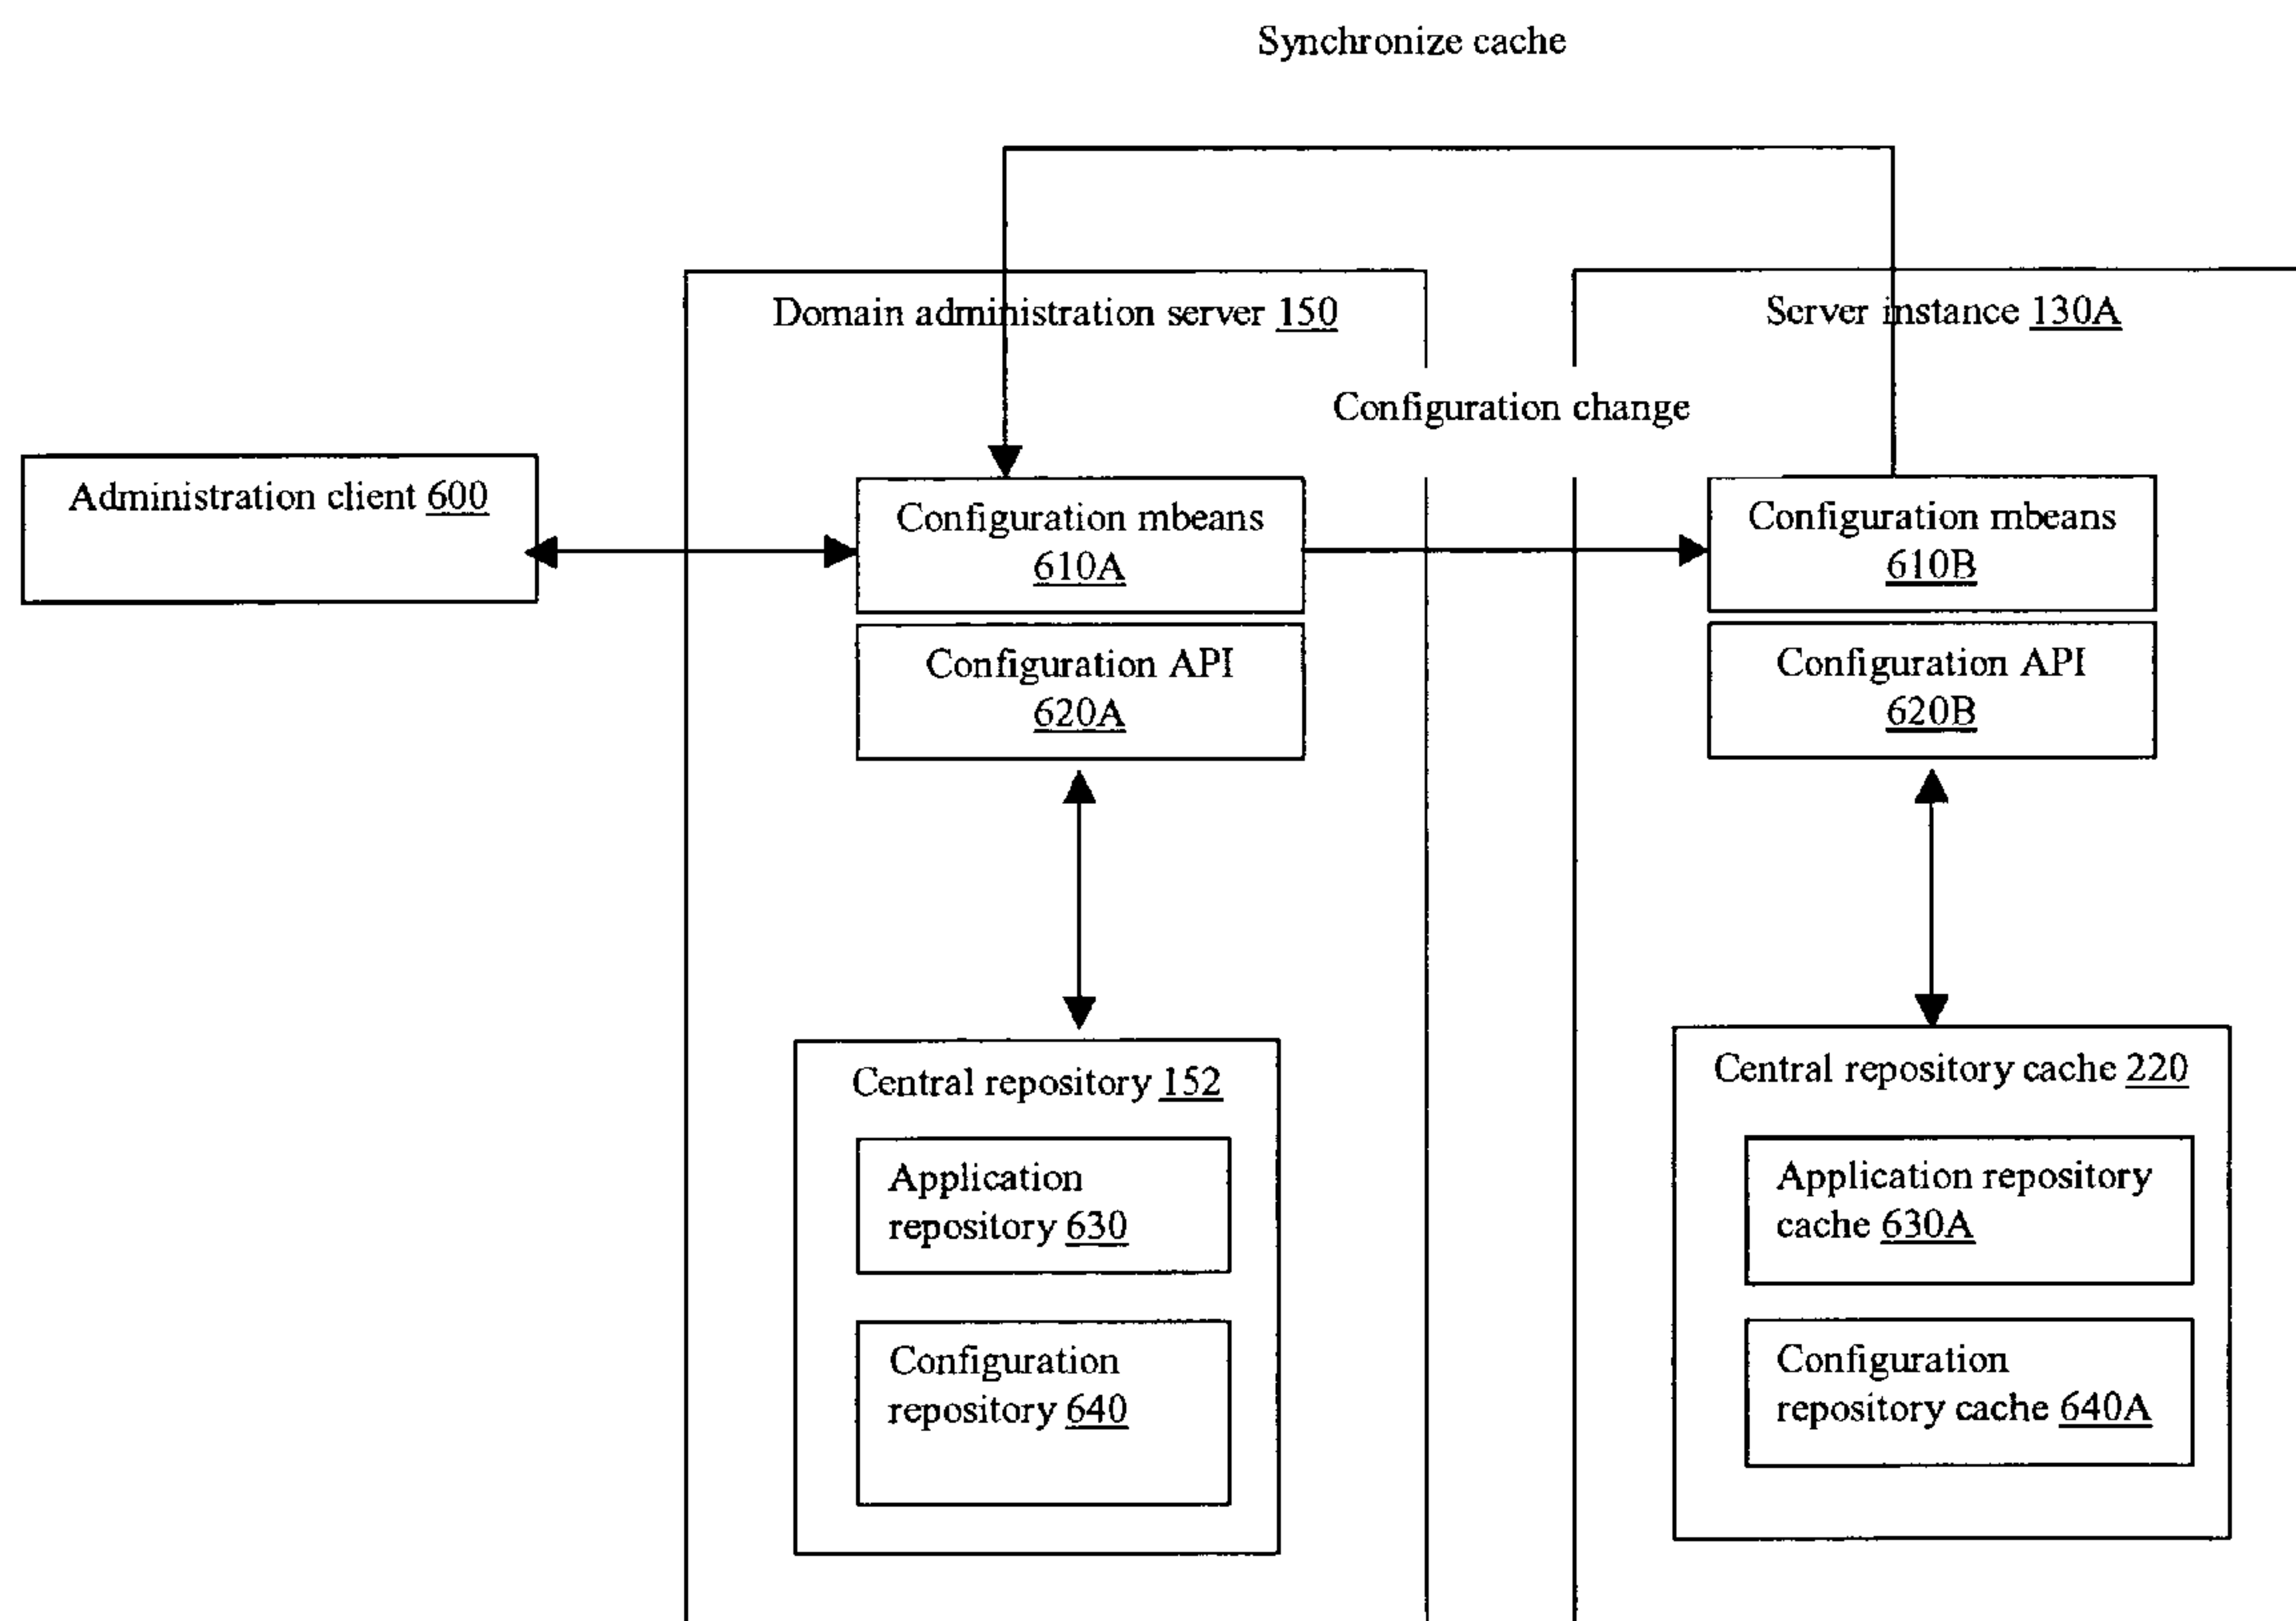 Synchronize cache
Domain administration server 150
Server instance 130A
Configuration change
Administration client 600
Configuration mbeans
610A
Configuration mbeans
610B
Configuration API
620A
Configuration API
620B
Central repository 152
Application
repository 630
Configuration
repository 640
Central repository cache 220
Application repository
cache 630A
Configuration
repository cache 640A